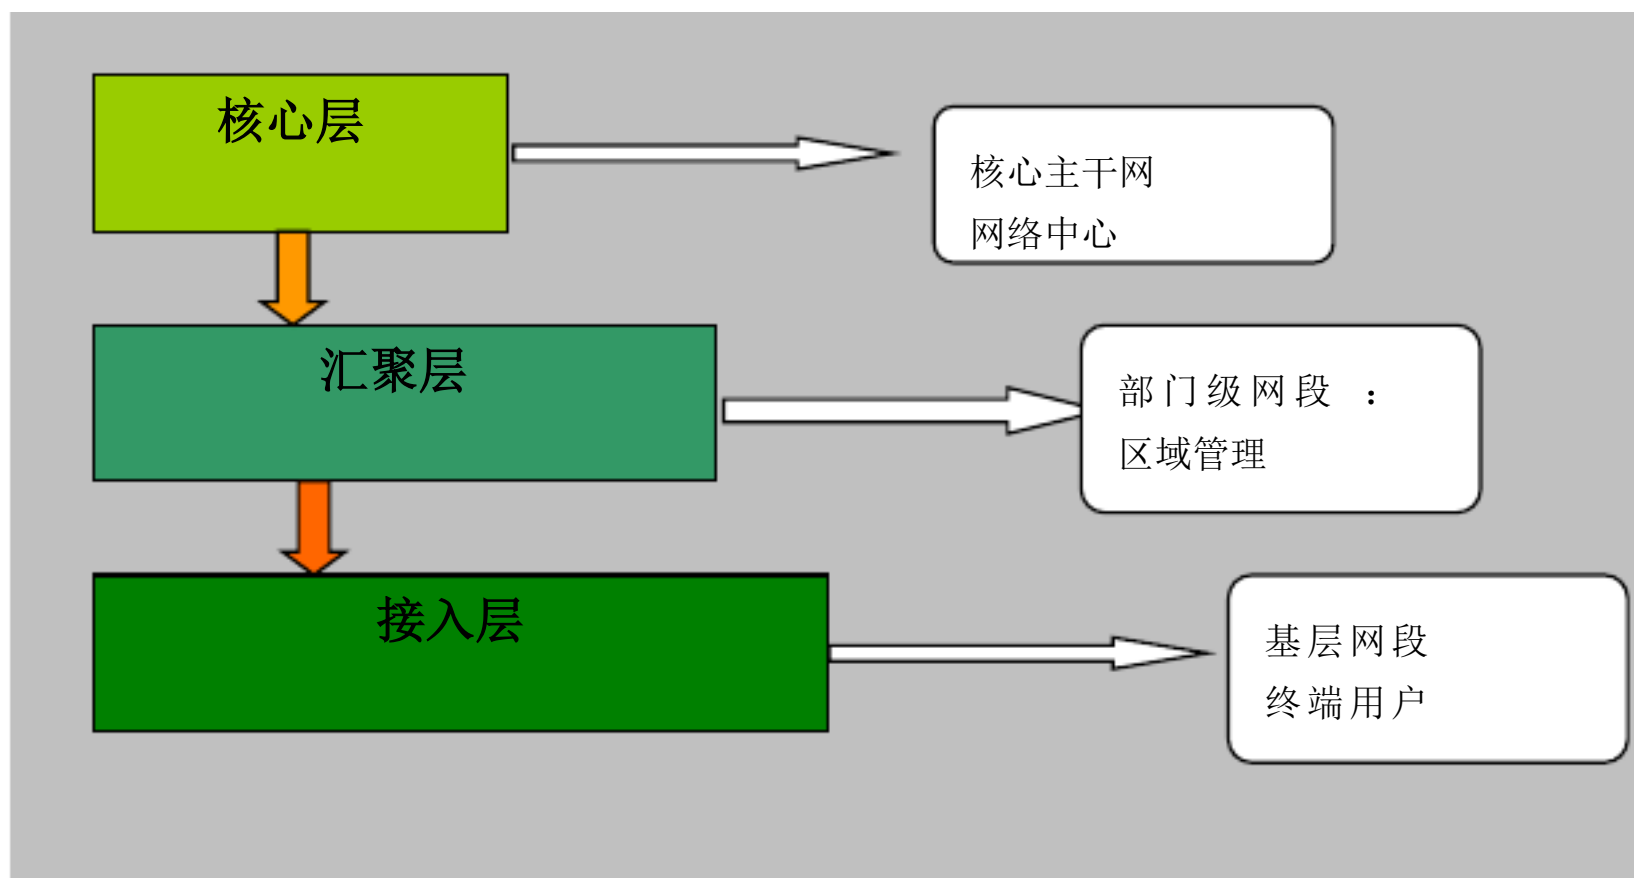 核心层
核心主干网
网络中心
汇聚层
部门级网段 ：
区域管理
接入层
基层网段
终端用户